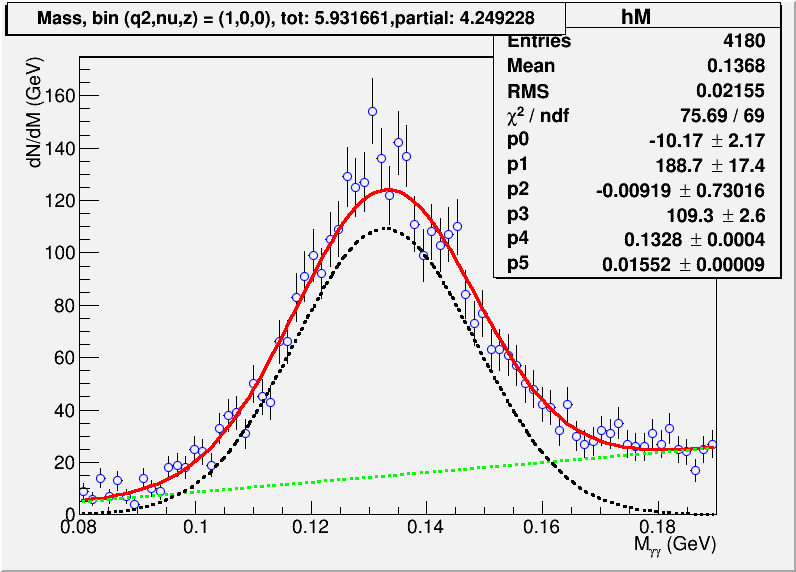 Mass, bin (q2,nu,z) = (1,0,0), tot: 5.931661,partial: 4.249228
hM
Entries 4180
Mean 0.1368
RMS 0.02155
χ² / ndf 75.69 / 69
p0 -10.17 ± 2.17
p1 188.7 ± 17.4
p2 -0.00919 ± 0.73016
p3 109.3 ± 2.6
p4 0.1328 ± 0.0004
p5 0.01552 ± 0.00009
dN/dM (GeV)
160
140
120
100
80
60
40
20
0
0.08 0.1 0.12 0.14 0.16 0.18
Mγγ (GeV)